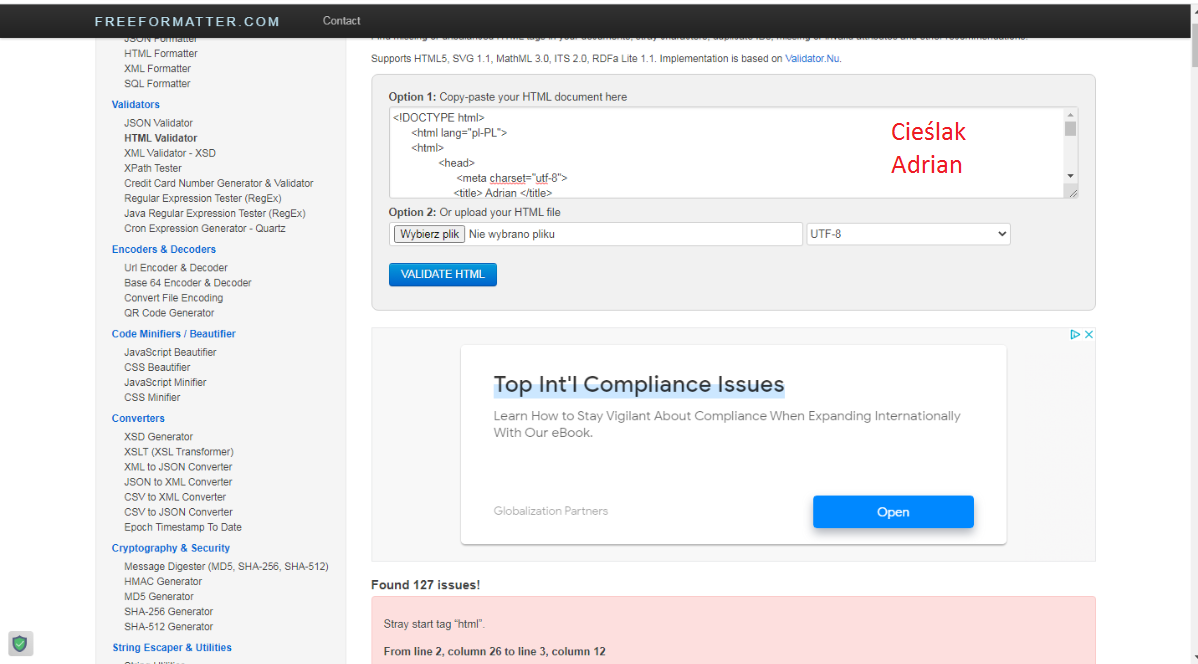 FREEFORMATTER.COM
Contact
JSON Formatter
HTML Formatter
XML Formatter
SQL Formatter
Validators
JSON Validator
HTML Validator
XML Validator - XSD
XPath Tester
Credit Card Number Generator & Validator
Regular Expression Tester (RegEx)
Java Regular Expression Tester (RegEx)
Cron Expression Generator - Quartz
Encoders & Decoders
Url Encoder & Decoder
Base 64 Encoder & Decoder
Convert File Encoding
QR Code Generator
Code Minifiers / Beautifier
JavaScript Beautifier
CSS Beautifier
JavaScript Minifier
CSS Minifier
Converters
XSD Generator
XSLT (XSL Transformer)
XML to JSON Converter
JSON to XML Converter
CSV to XML Converter
CSV to JSON Converter
Epoch Timestamp To Date
Cryptography & Security
Message Digester (MD5, SHA-256, SHA-512)
HMAC Generator
MD5 Generator
SHA-256 Generator
SHA-512 Generator
String Escaper & Utilities
String Utilities
Supports HTML5, SVG 1.1, MathML 3.0, ITS 2.0, RDFa Lite 1.1. Implementation is based on Validator.Nu.
Option 1: Copy-paste your HTML document here
<!DOCTYPE html>
<html lang="pl-PL">
<html>
<head>
<meta charset="utf-8">
<title> Adrian </title>
Cieślak
Adrian
Option 2: Or upload your HTML file
Wybierz plik Nie wybrano pliku
UTF-8
VALIDATE HTML
Top Int'l Compliance Issues
Learn How to Stay Vigilant About Compliance When Expanding Internationally
With Our eBook.
Globalization Partners
Open
Found 127 issues!
Stray start tag “html”.
From line 2, column 26 to line 3, column 12